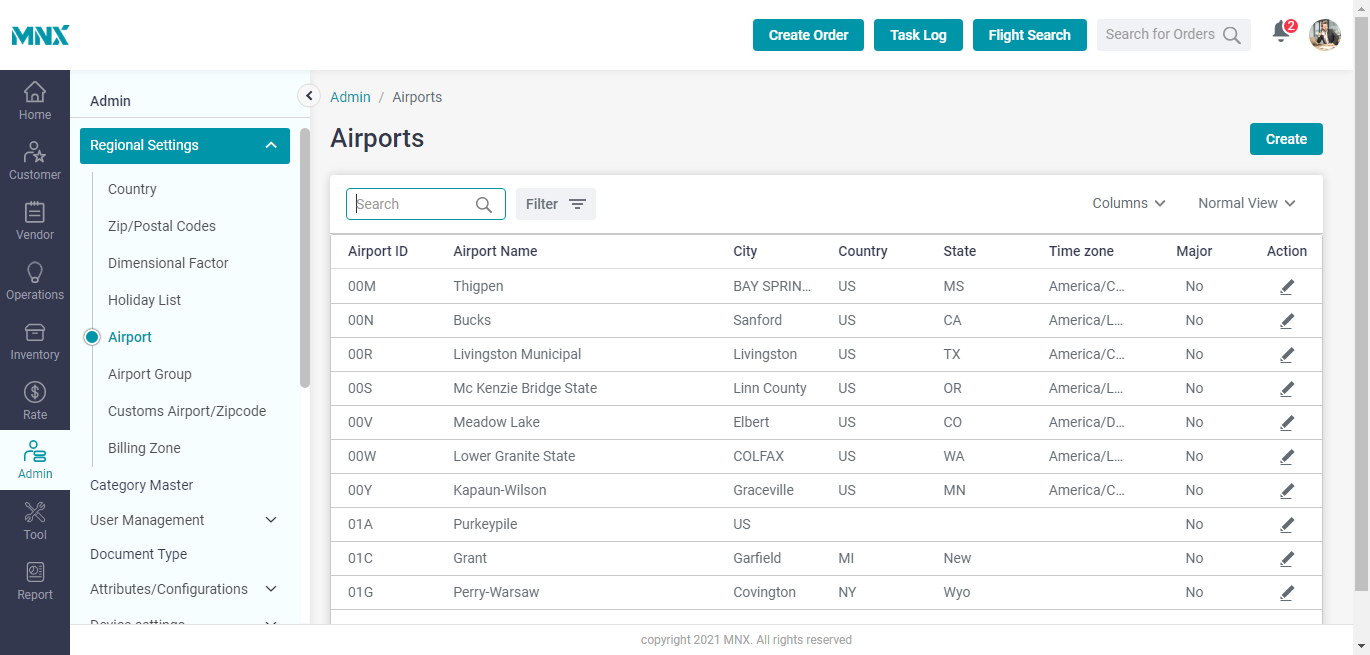 MNX
Create Order
Task Log
Flight Search
Search for Orders
2
Home
Customer
Vendor
Operations
Inventory
Rate
Admin
Tool
Report
Admin
Regional Settings
Country
Zip/Postal Codes
Dimensional Factor
Holiday List
Airport
Airport Group
Customs Airport/Zipcode
Billing Zone
Category Master
User Management
Document Type
Attributes/Configurations
Device settings
Admin / Airports
Airports
Create
Search
Filter
Columns
Normal View
Airport ID Airport Name City Country State Time zone Major Action
00M Thigpen BAY SPRIN... US MS America/C... No
00N Bucks Sanford US CA America/L... No
00R Livingston Municipal Livingston US TX America/C... No
00S Mc Kenzie Bridge State Linn County US OR America/L... No
00V Meadow Lake Elbert US CO America/D... No
00W Lower Granite State COLFAX US WA America/L... No
00Y Kapaun-Wilson Graceville US MN America/C... No
01A Purkeypile US No
01C Grant Garfield MI New No
01G Perry-Warsaw Covington NY Wyo No
copyright 2021 MNX. All rights reserved